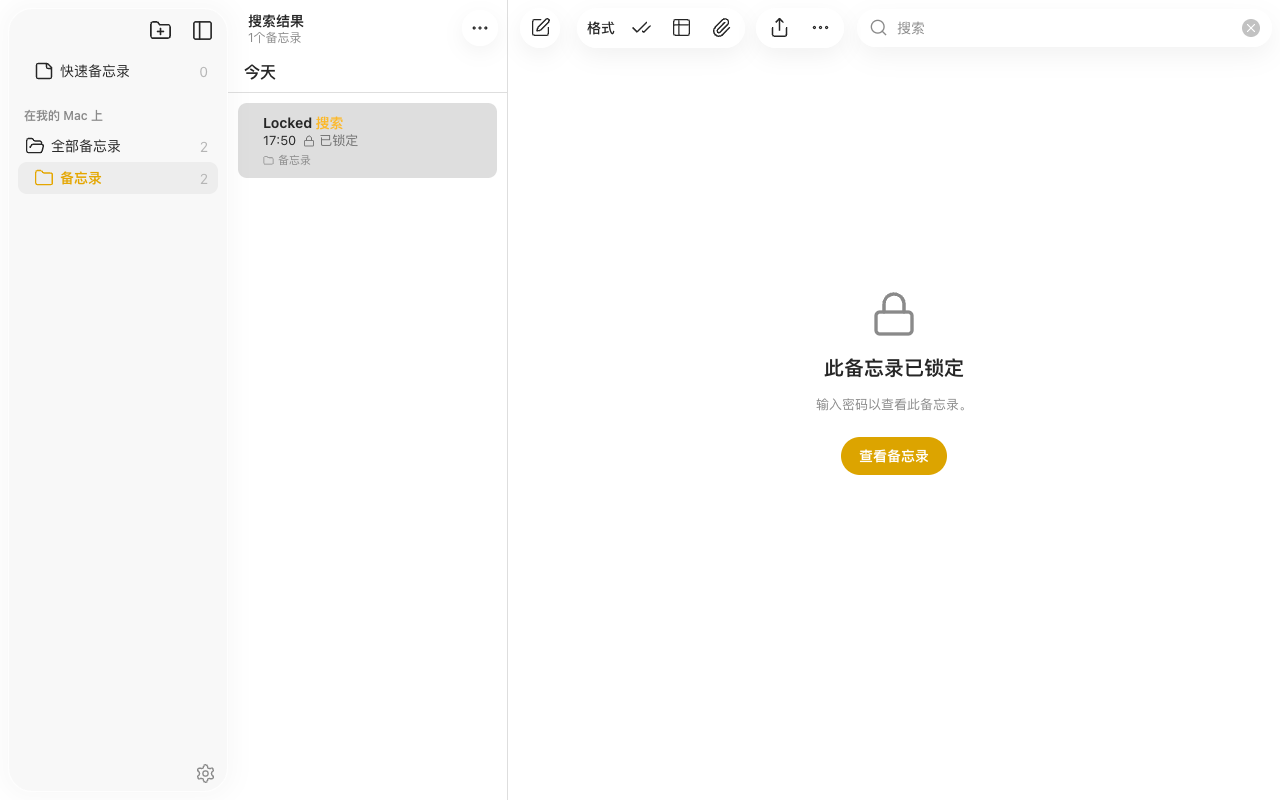 快速备忘录 0
在我的 Mac 上
全部备忘录 2
备忘录 2
搜索结果
1个备忘录
今天
Locked 搜索
17:50 已锁定
备忘录
格式
搜索
此备忘录已锁定
输入密码以查看此备忘录。
查看备忘录